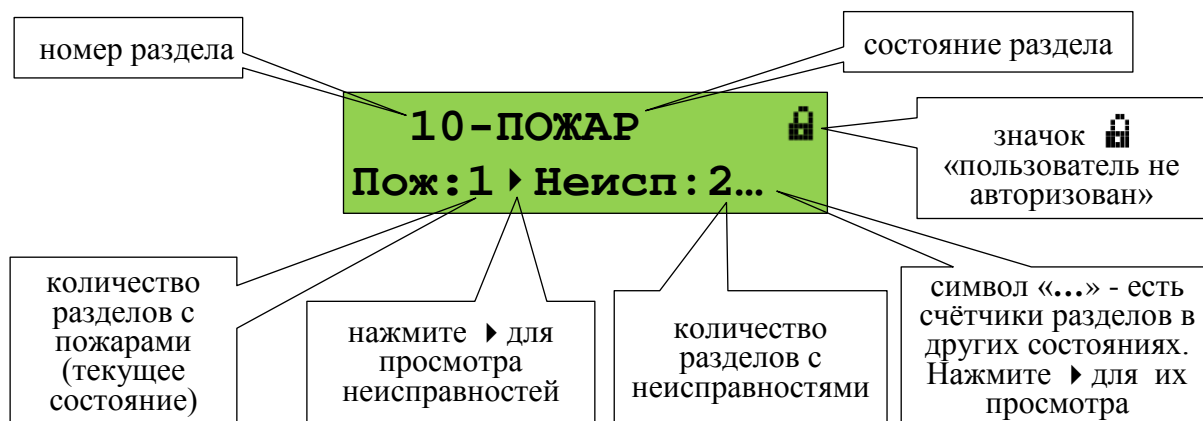 номер раздела
состояние раздела
10-ПОЖАР
Пож:1 ▶ Неисп:2…
значок
«пользователь не
авторизован»
количество
разделов с
пожарами
(текущее
состояние)
нажмите ▶ для
просмотра
неисправностей
количество
разделов с
неисправностями
символ «...» - есть
счётчики разделов в
других состояниях.
Нажмите ▶ для их
просмотра